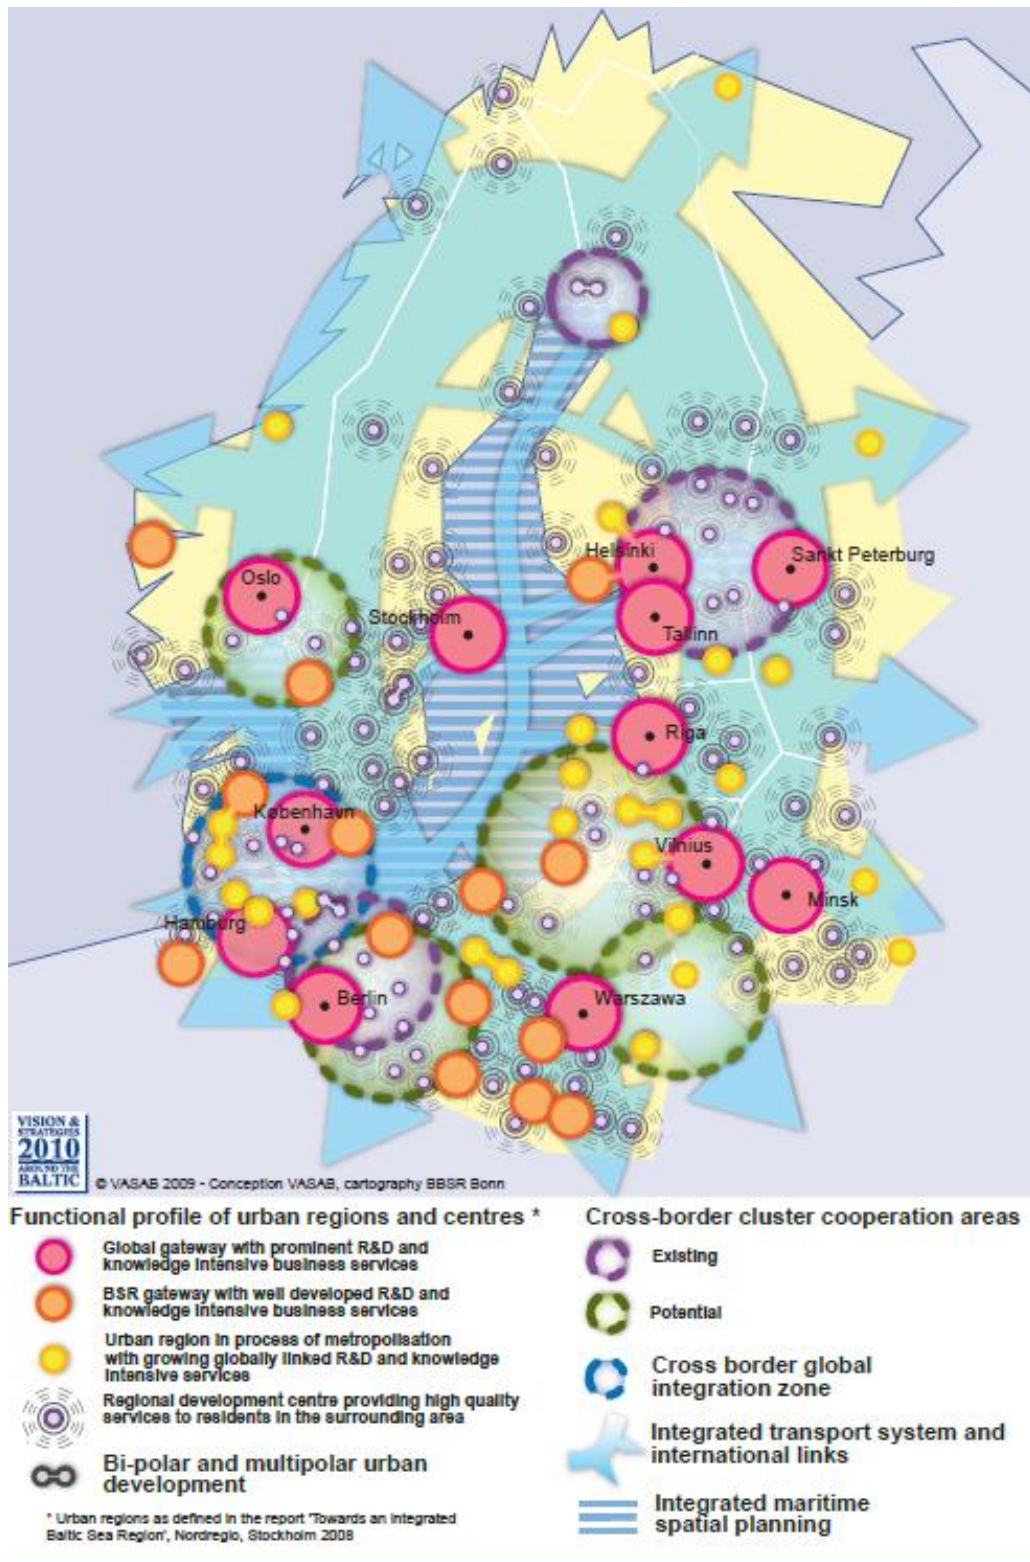 Helsinki
Sankt Peterburg
Oslo
Stockholm
Tallinn
Riga
København
Vilnius
Minsk
Hamburg
Berlin
Warszawa
VISION &
STRATEGIES
2010
AROUND THE
BALTIC
© VASAB 2009 - Conception VASAB, cartography BBSR Bonn
Functional profile of urban regions and centres *
Global gateway with prominent R&D and
knowledge intensive business services
BSR gateway with well developed R&D and
knowledge intensive business services
Urban region in process of metropolisation
with growing globally linked R&D and knowledge
intensive services
Regional development centre providing high quality
services to residents in the surrounding area
Bi-polar and multipolar urban
development
* Urban regions as defined in the report 'Towards an Integrated
Baltic Sea Region', Nordregio, Stockholm 2008
Cross-border cluster cooperation areas
Existing
Potential
Cross border global
integration zone
Integrated transport system and
international links
Integrated maritime
spatial planning